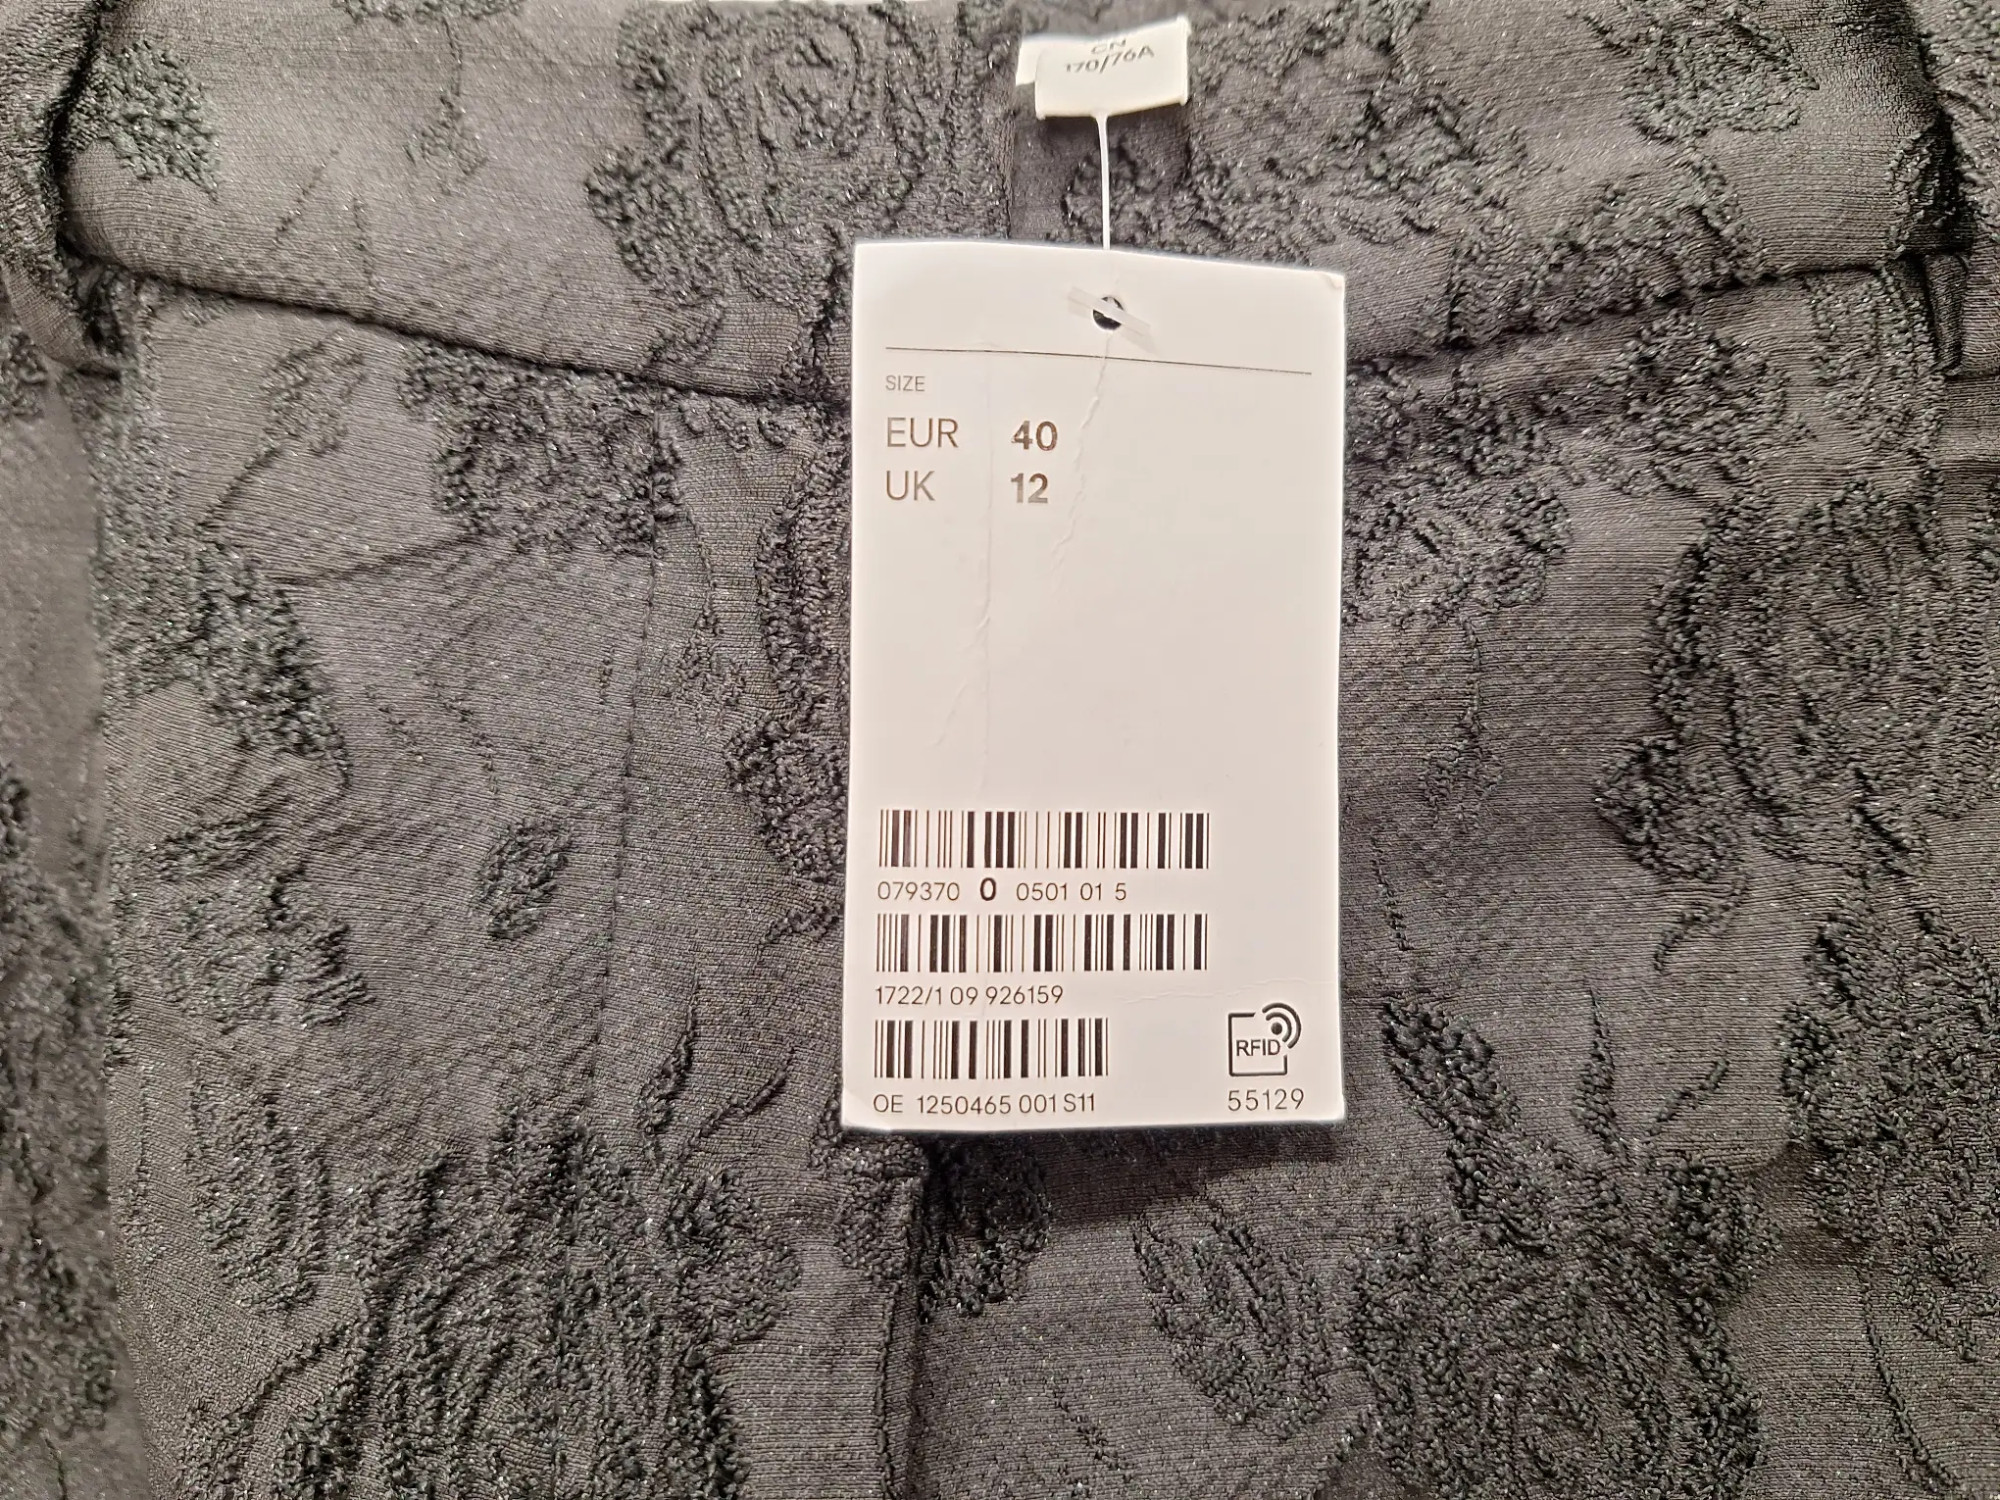 CN
170/76A
SIZE
EUR 40
UK 12
079370 0 0501 01 5
1722/1 09 926159
RFID
OE 1250465 001 S11
55129